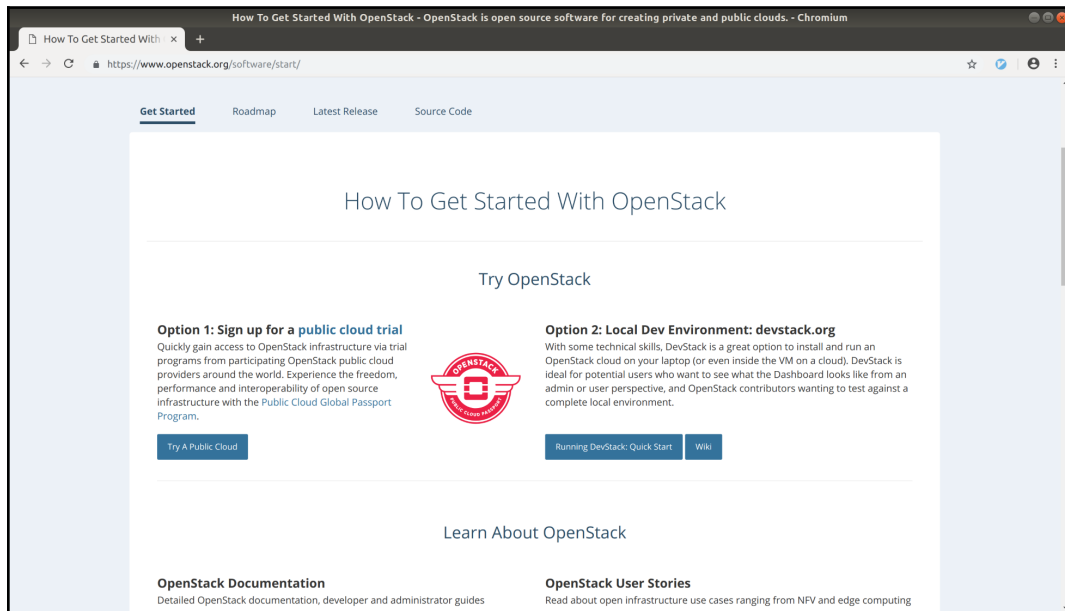 How To Get Started With OpenStack - OpenStack is open source software for creating private and public clouds. - Chromium
How To Get Started With
https://www.openstack.org/software/start/
Get Started Roadmap Latest Release Source Code
How To Get Started With OpenStack
Try OpenStack
Option 1: Sign up for a public cloud trial
Quickly gain access to OpenStack infrastructure via trial
programs from participating OpenStack public cloud
providers around the world. Experience the freedom,
performance and interoperability of open source
infrastructure with the Public Cloud Global Passport
Program.
Try A Public Cloud
OPENSTACK
PUBLIC CLOUD PASSPORT
Option 2: Local Dev Environment: devstack.org
With some technical skills, DevStack is a great option to install and run an
OpenStack cloud on your laptop (or even inside the VM on a cloud). DevStack is
ideal for potential users who want to see what the Dashboard looks like from an
admin or user perspective, and OpenStack contributors wanting to test against a
complete local environment.
Running DevStack: Quick Start Wiki
Learn About OpenStack
OpenStack Documentation
Detailed OpenStack documentation, developer and administrator guides
OpenStack User Stories
Read about open infrastructure use cases ranging from NFV and edge computing